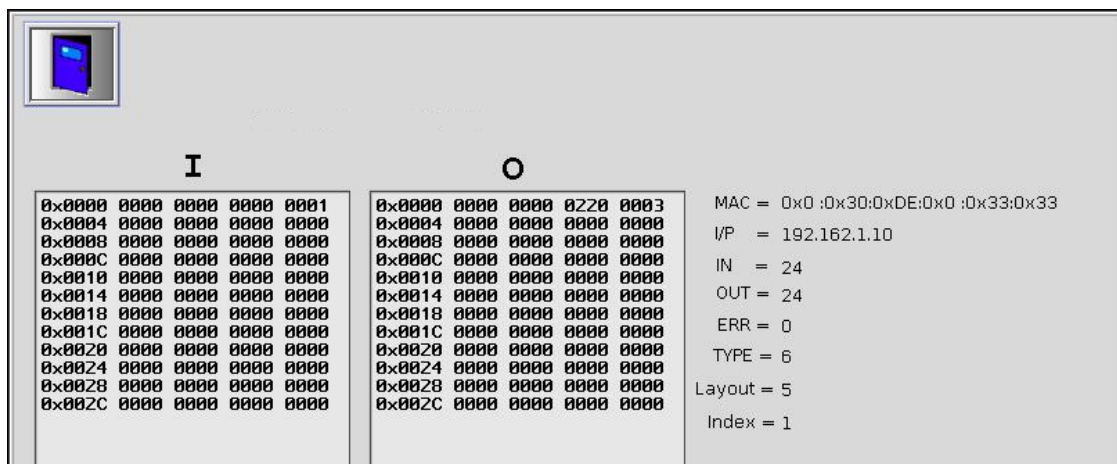 I
0x0000 0000 0000 0000 0001
0x0004 0000 0000 0000 0000
0x0008 0000 0000 0000 0000
0x000C 0000 0000 0000 0000
0x0010 0000 0000 0000 0000
0x0014 0000 0000 0000 0000
0x0018 0000 0000 0000 0000
0x001C 0000 0000 0000 0000
0x0020 0000 0000 0000 0000
0x0024 0000 0000 0000 0000
0x0028 0000 0000 0000 0000
0x002C 0000 0000 0000 0000
O
0x0000 0000 0000 0220 0003
0x0004 0000 0000 0000 0000
0x0008 0000 0000 0000 0000
0x000C 0000 0000 0000 0000
0x0010 0000 0000 0000 0000
0x0014 0000 0000 0000 0000
0x0018 0000 0000 0000 0000
0x001C 0000 0000 0000 0000
0x0020 0000 0000 0000 0000
0x0024 0000 0000 0000 0000
0x0028 0000 0000 0000 0000
0x002C 0000 0000 0000 0000
MAC = 0x0 :0x30:0xDE:0x0 :0x33:0x33
I/P = 192.162.1.10
IN = 24
OUT = 24
ERR = 0
TYPE = 6
Layout = 5
Index = 1